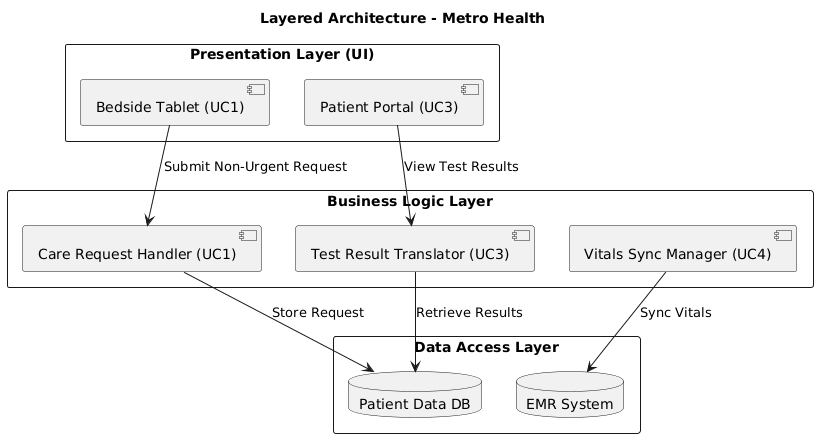 Layered Architecture - Metro Health
Presentation Layer (UI)
Bedside Tablet (UC1)
Patient Portal (UC3)
Submit Non-Urgent Request
View Test Results
Business Logic Layer
Care Request Handler (UC1)
Test Result Translator (UC3)
Vitals Sync Manager (UC4)
Store Request
Retrieve Results
Sync Vitals
Data Access Layer
Patient Data DB
EMR System